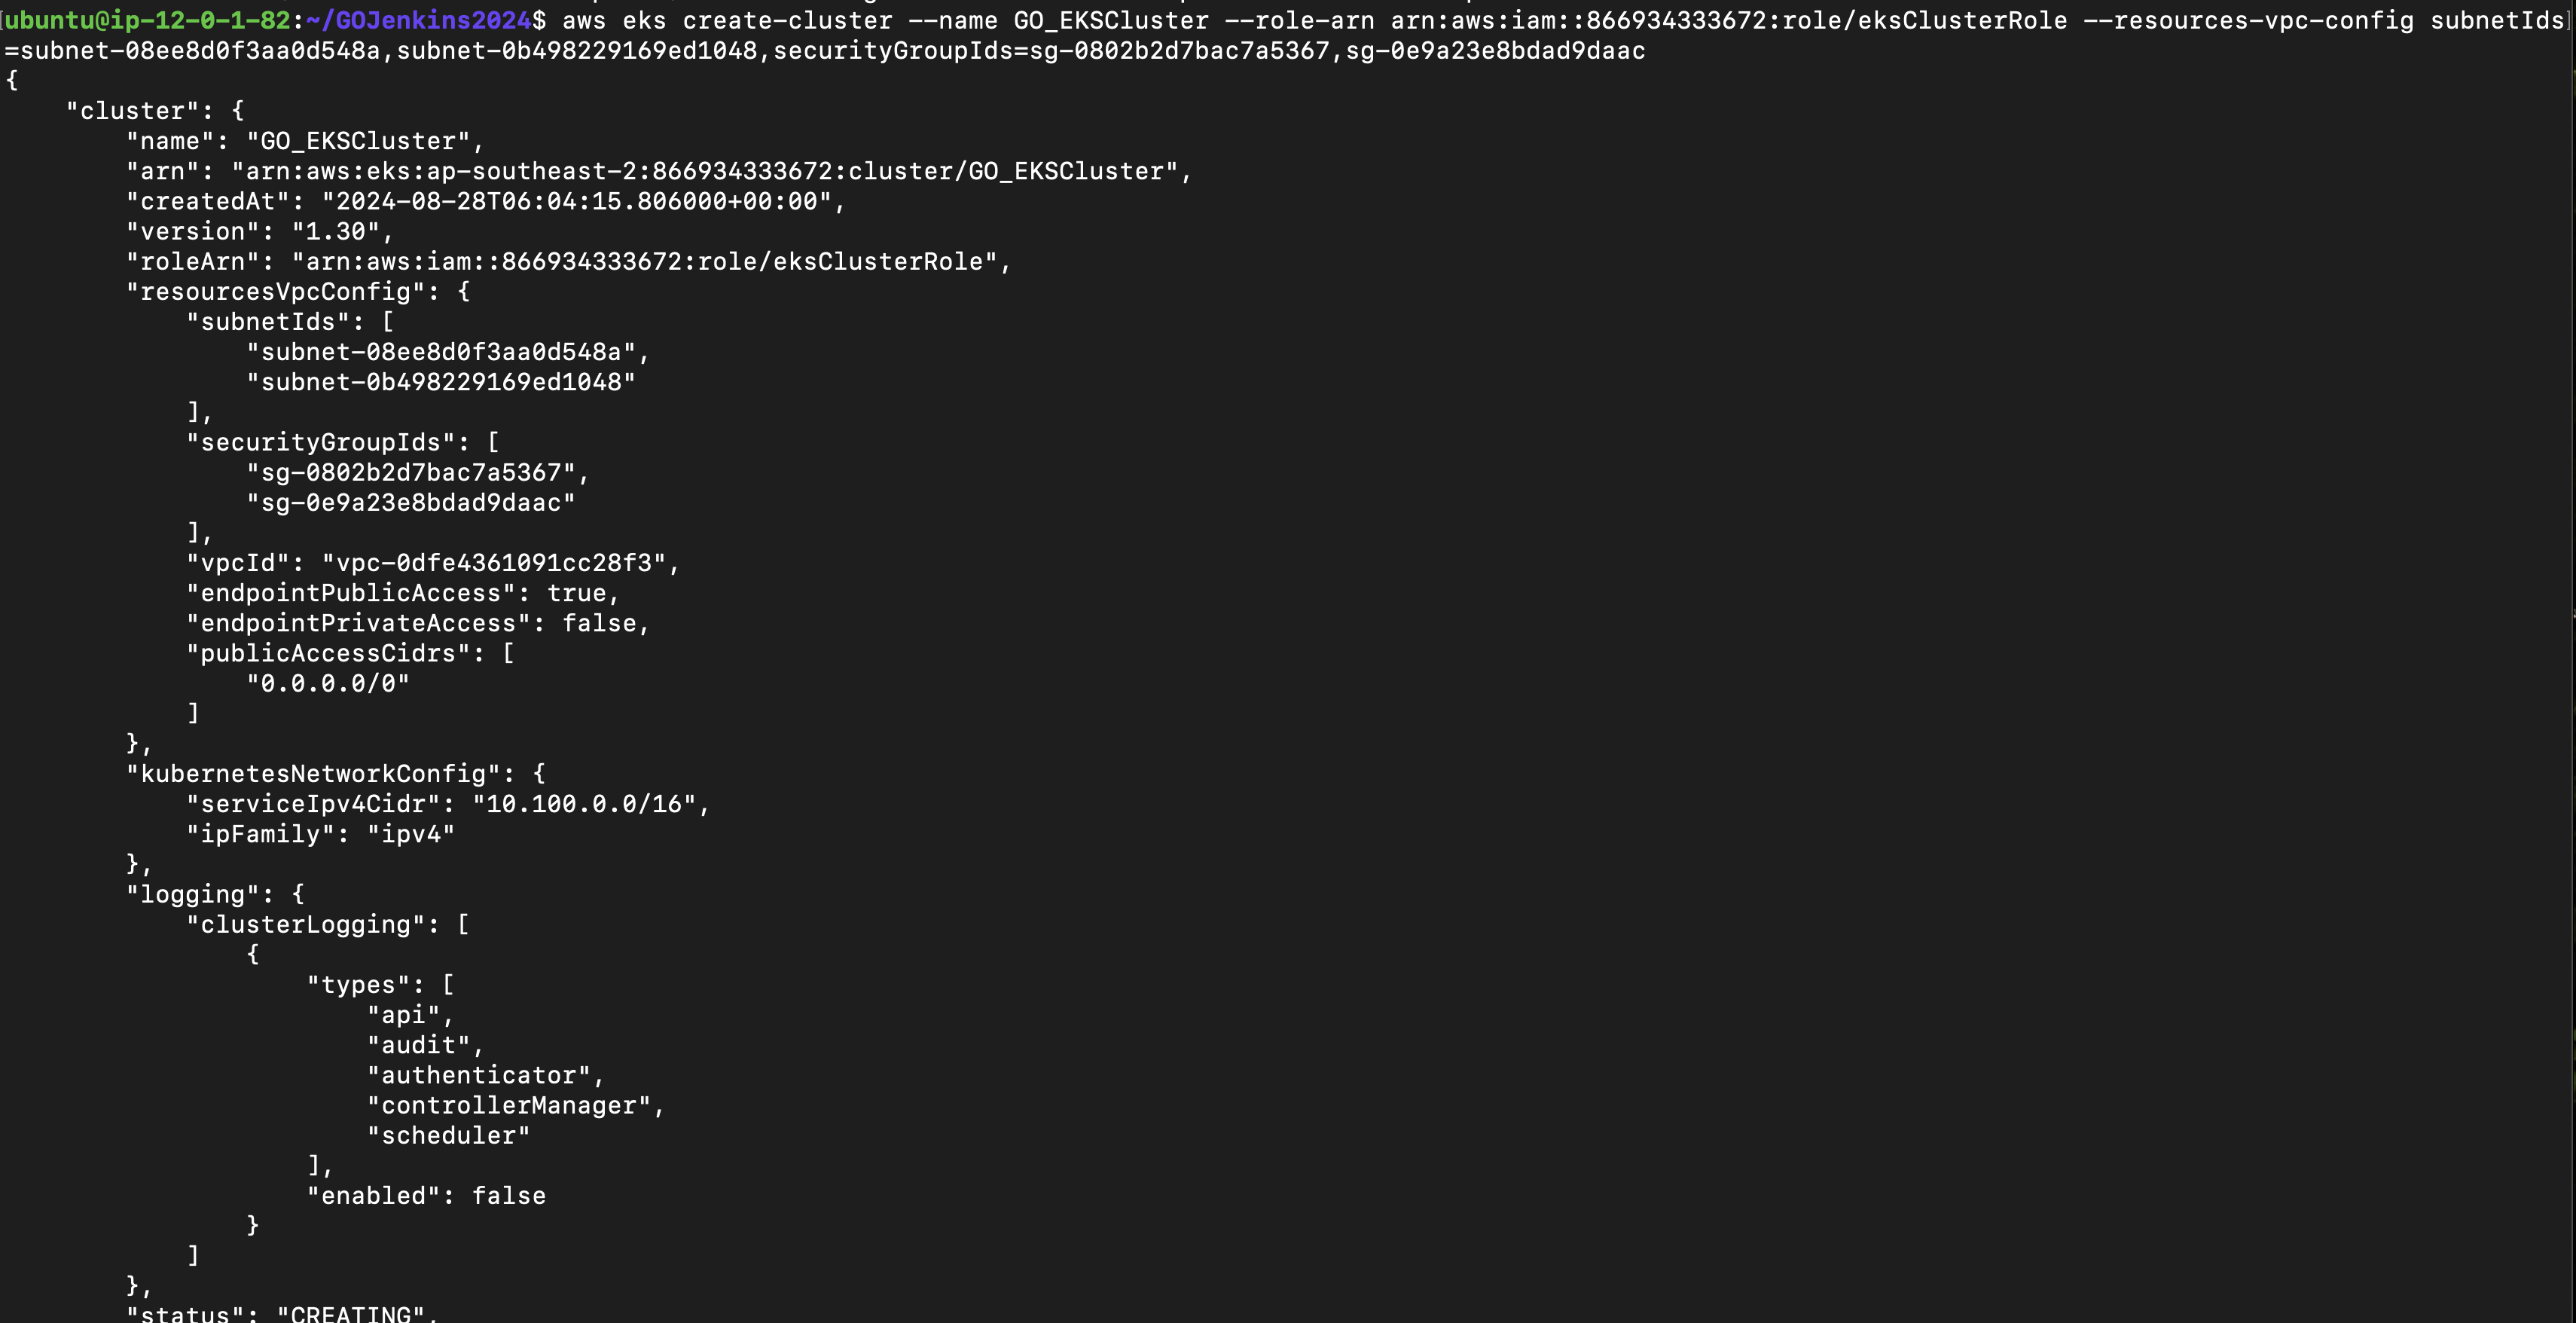 ubuntu@ip-12-0-1-82:~/GOJenkins2024$ aws eks create-cluster --name GO_EKSCluster --role-arn arn:aws:iam::866934333672:role/eksClusterRole --resources-vpc-config subnetIds
=subnet-08ee8d0f3aa0d548a,subnet-0b498229169ed1048,securityGroupIds=sg-0802b2d7bac7a5367,sg-0e9a23e8bdad9daac
{
    "cluster": {
        "name": "GO_EKSCluster",
        "arn": "arn:aws:eks:ap-southeast-2:866934333672:cluster/GO_EKSCluster",
        "createdAt": "2024-08-28T06:04:15.806000+00:00",
        "version": "1.30",
        "roleArn": "arn:aws:iam::866934333672:role/eksClusterRole",
        "resourcesVpcConfig": {
            "subnetIds": [
                "subnet-08ee8d0f3aa0d548a",
                "subnet-0b498229169ed1048"
            ],
            "securityGroupIds": [
                "sg-0802b2d7bac7a5367",
                "sg-0e9a23e8bdad9daac"
            ],
            "vpcId": "vpc-0dfe4361091cc28f3",
            "endpointPublicAccess": true,
            "endpointPrivateAccess": false,
            "publicAccessCidrs": [
                "0.0.0.0/0"
            ]
        },
        "kubernetesNetworkConfig": {
            "serviceIpv4Cidr": "10.100.0.0/16",
            "ipFamily": "ipv4"
        },
        "logging": {
            "clusterLogging": [
                {
                    "types": [
                        "api",
                        "audit",
                        "authenticator",
                        "controllerManager",
                        "scheduler"
                    ],
                    "enabled": false
                }
            ]
        },
        "status": "CREATING",